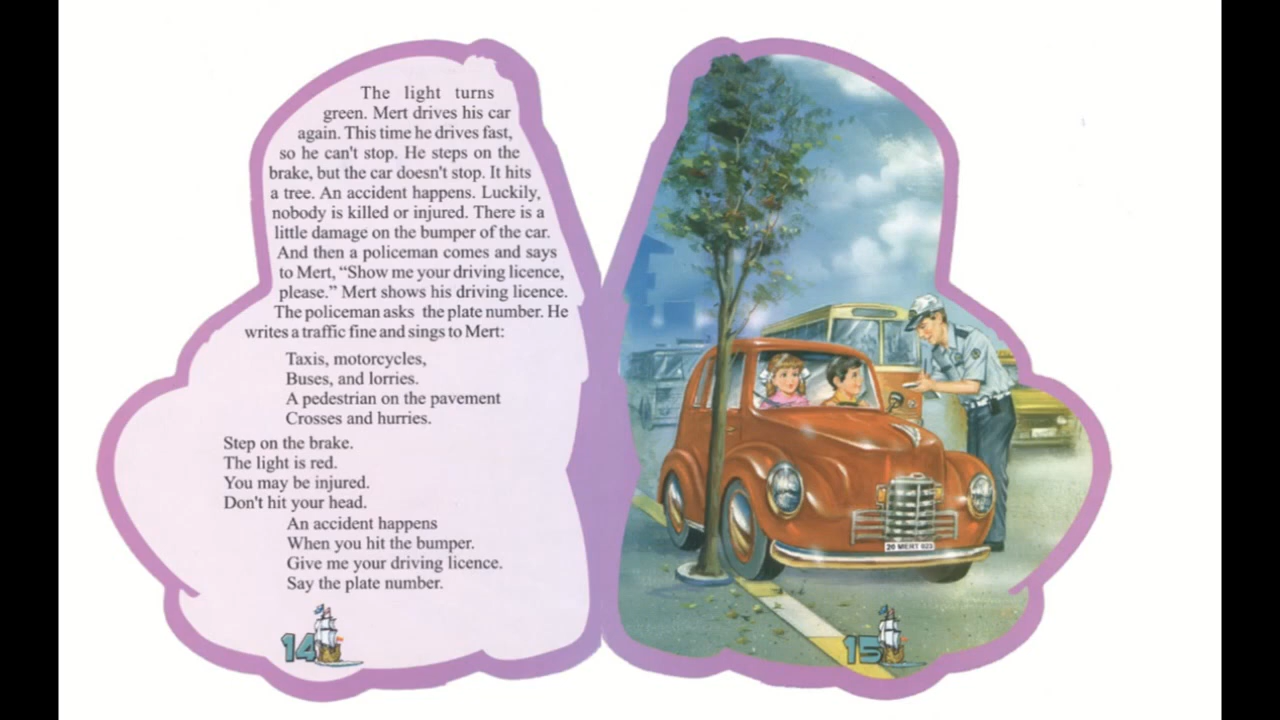 The light turns
green. Mert drives his car
again. This time he drives fast,
so he can't stop. He steps on the
brake, but the car doesn't stop. It hits
a tree. An accident happens. Luckily,
nobody is killed or injured. There is a
little damage on the bumper of the car.
And then a policeman comes and says
to Mert, “Show me your driving licence,
please.” Mert shows his driving licence.
The policeman asks the plate number. He
writes a traffic fine and sings to Mert:
Taxis, motorcycles,
Buses, and lorries.
A pedestrian on the pavement
Crosses and hurries.
Step on the brake.
The light is red.
You may be injured.
Don't hit your head.
An accident happens
When you hit the bumper.
Give me your driving licence.
Say the plate number.
14
20 MERT 023
15